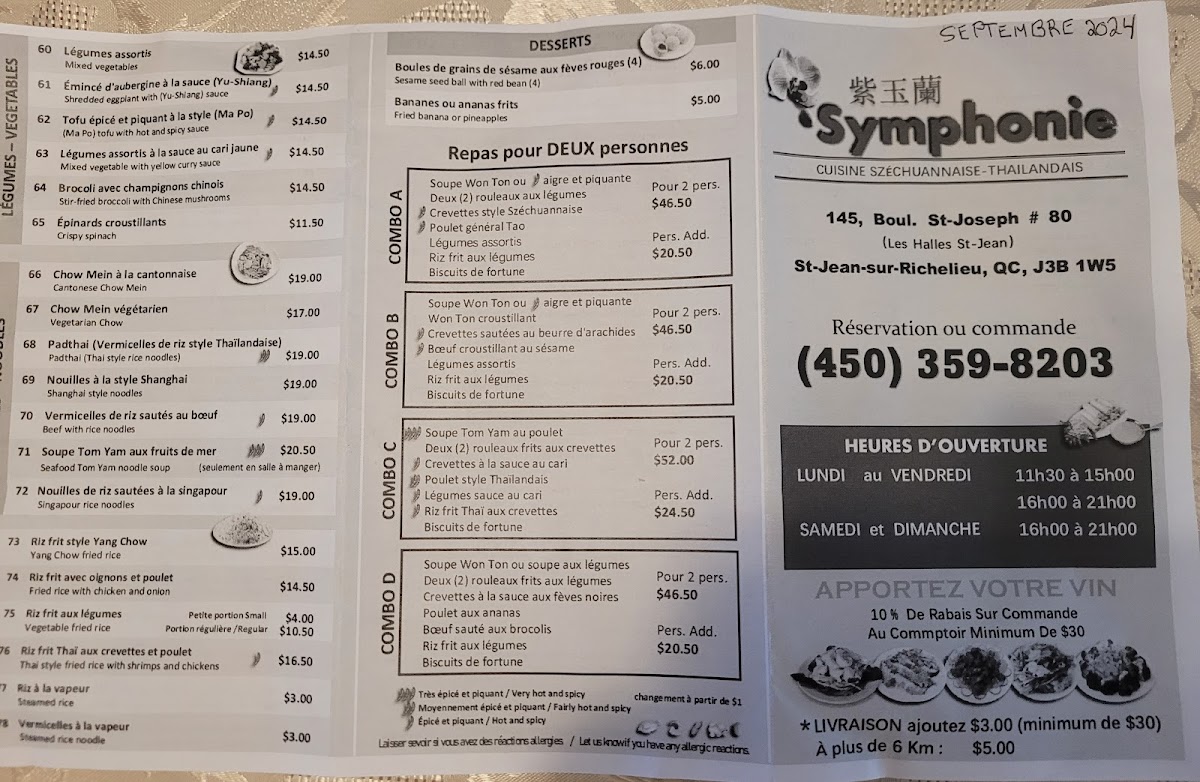 LÉGUMES – VEGETABLES
60 Légumes assortis $14.50
Mixed vegetables
61 Émincé d'aubergine à la sauce (Yu-Shiang) $14.50
Shredded eggplant with (Yu-Shiang) sauce
62 Tofu épicé et piquant à la style (Ma Po) $14.50
(Ma Po) tofu with hot and spicy sauce
63 Légumes assortis à la sauce au cari jaune $14.50
Mixed vegetable with yellow curry sauce
64 Brocoli avec champignons chinois $14.50
Stir-fried broccoli with Chinese mushrooms
65 Épinards croustillants $11.50
Crispy spinach
66 Chow Mein à la cantonnaise $19.00
Cantonese Chow Mein
67 Chow Mein végétarien $17.00
Vegetarian Chow
68 Padthai (Vermicelles de riz style Thaïlandaise) $19.00
Padthai (Thai style rice noodles)
69 Nouilles à la style Shanghai $19.00
Shanghai style noodles
70 Vermicelles de riz sautés au bœuf $19.00
Beef with rice noodles
71 Soupe Tom Yam aux fruits de mer $20.50
Seafood Tom Yam noodle soup (seulement en salle à manger)
72 Nouilles de riz sautées à la singapour $19.00
Singapour rice noodles
73 Riz frit style Yang Chow $15.00
Yang Chow fried rice
74 Riz frit avec oignons et poulet $14.50
Fried rice with chicken and onion
75 Riz frit aux légumes Petite portion Small $4.00
Vegetable fried rice Portion régulière /Regular $10.50
76 Riz frit Thaï aux crevettes et poulet $16.50
Thai style fried rice with shrimps and chickens
77 Riz à la vapeur $3.00
Steamed rice
78 Vermicelles à la vapeur $3.00
Steamed rice noodle
DESSERTS
Boules de grains de sésame aux fèves rouges (4) $6.00
Sesame seed ball with red bean (4)
Bananes ou ananas frits $5.00
Fried banana or pineapples
Repas pour DEUX personnes
COMBO A
Soupe Won Ton ou aigre et piquante
Deux (2) rouleaux aux légumes
Crevettes style Széchuannaise
Poulet général Tao
Légumes assortis
Riz frit aux légumes
Biscuits de fortune
Pour 2 pers.
$46.50
Pers. Add.
$20.50
COMBO B
Soupe Won Ton ou aigre et piquante
Won Ton croustillant
Crevettes sautées au beurre d'arachides
Bœuf croustillant au sésame
Légumes assortis
Riz frit aux légumes
Biscuits de fortune
Pour 2 pers.
$46.50
Pers. Add.
$20.50
COMBO C
Soupe Tom Yam au poulet
Deux (2) rouleaux frits aux crevettes
Crevettes à la sauce au cari
Poulet style Thaïlandais
Légumes sauce au cari
Riz frit Thaï aux crevettes
Biscuits de fortune
Pour 2 pers.
$52.00
Pers. Add.
$24.50
COMBO D
Soupe Won Ton ou soupe aux légumes
Deux (2) rouleaux frits aux légumes
Crevettes à la sauce aux fèves noires
Poulet aux ananas
Bœuf sauté aux brocolis
Riz frit aux légumes
Biscuits de fortune
Pour 2 pers.
$46.50
Pers. Add.
$20.50
Très épicé et piquant / Very hot and spicy
Moyennement épicé et piquant / Fairly hot and spicy
Épicé et piquant / Hot and spicy
changement à partir de $1
Laisser savoir si vous avez des réactions allergies / Let us know if you have any allergic reactions.
SEPTEMBRE 2024
紫玉蘭
Symphonie
CUISINE SZÉCHUANNAISE-THAILANDAIS
145, Boul. St-Joseph # 80
(Les Halles St-Jean)
St-Jean-sur-Richelieu, QC, J3B 1W5
Réservation ou commande
(450) 359-8203
HEURES D'OUVERTURE
LUNDI au VENDREDI 11h30 à 15h00
16h00 à 21h00
SAMEDI et DIMANCHE 16h00 à 21h00
APPORTEZ VOTRE VIN
10% De Rabais Sur Commande
Au Commptoir Minimum De $30
* LIVRAISON ajoutez $3.00 (minimum de $30)
À plus de 6 Km : $5.00